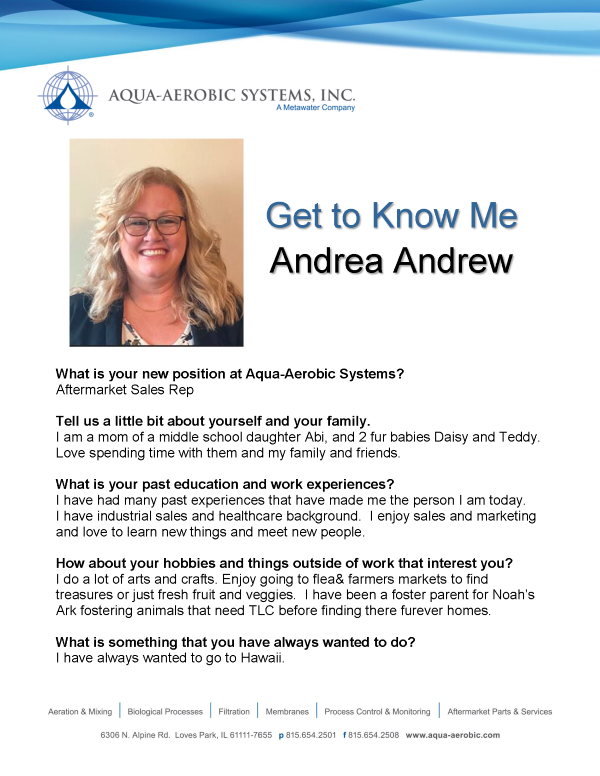 AQUA-AEROBIC SYSTEMS, INC.
A Metawater Company
®
Get to Know Me
Andrea Andrew
What is your new position at Aqua-Aerobic Systems?
Aftermarket Sales Rep
Tell us a little bit about yourself and your family.
I am a mom of a middle school daughter Abi, and 2 fur babies Daisy and Teddy.
Love spending time with them and my family and friends.
What is your past education and work experiences?
I have had many past experiences that have made me the person I am today.
I have industrial sales and healthcare background.  I enjoy sales and marketing
and love to learn new things and meet new people.
How about your hobbies and things outside of work that interest you?
I do a lot of arts and crafts. Enjoy going to flea& farmers markets to find
treasures or just fresh fruit and veggies.  I have been a foster parent for Noah's
Ark fostering animals that need TLC before finding there furever homes.
What is something that you have always wanted to do?
I have always wanted to go to Hawaii.
Aeration & Mixing | Biological Processes | Filtration | Membranes | Process Control & Monitoring | Aftermarket Parts & Services
6306 N. Alpine Rd.  Loves Park, IL 61111-7655  p 815.654.2501  f 815.654.2508  www.aqua-aerobic.com